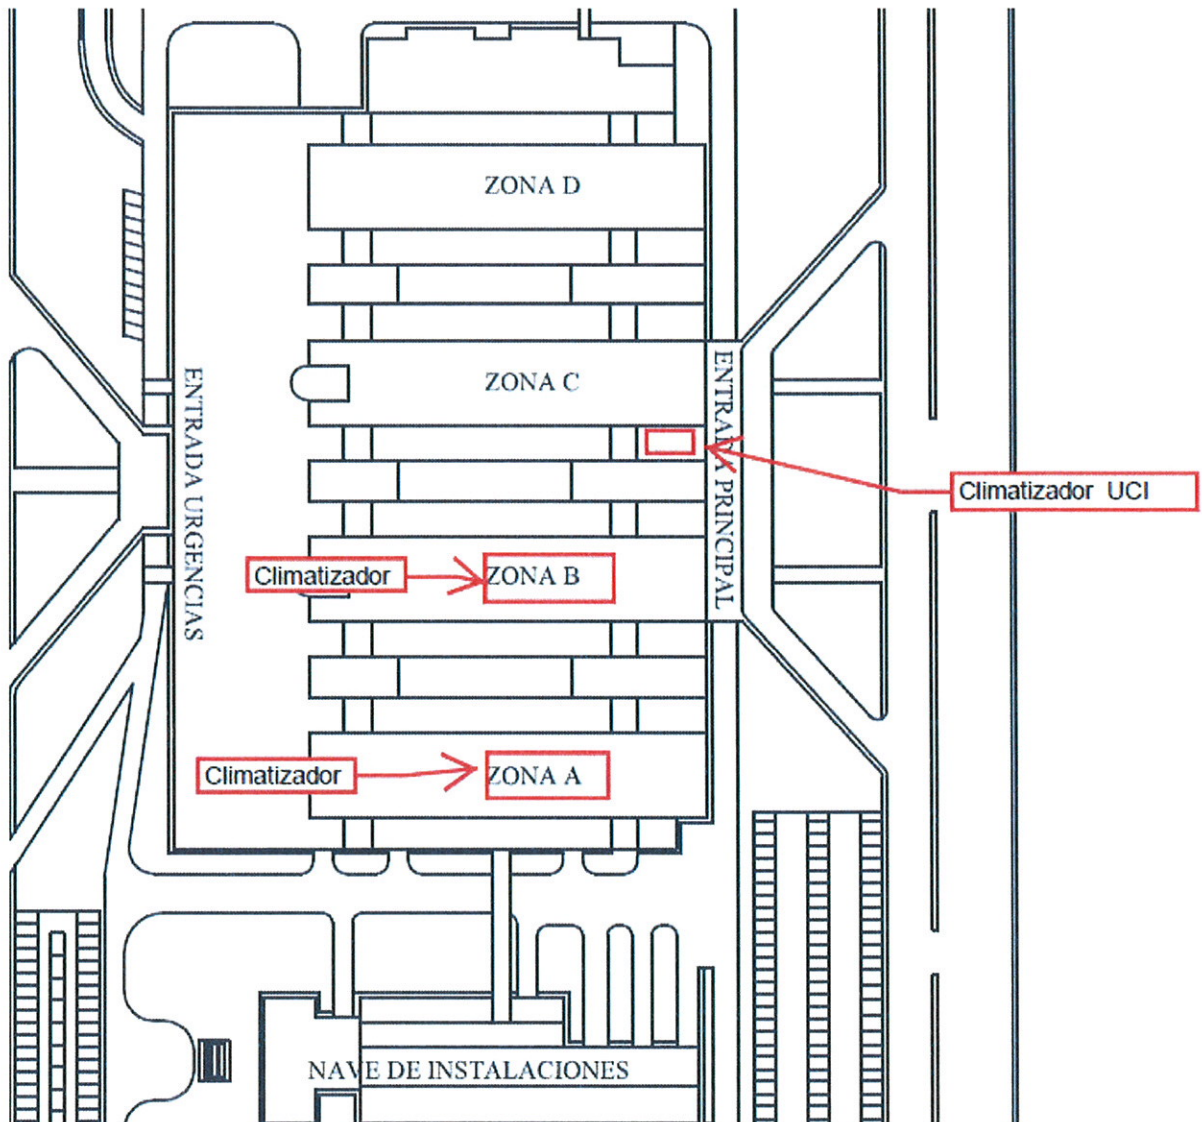 ZONA D
ZONA C
ENTRADA URGENCIAS
ENTRADA PRINCIPAL
Climatizador UCI
Climatizador
ZONA B
Climatizador
ZONA A
NAVE DE INSTALACIONES